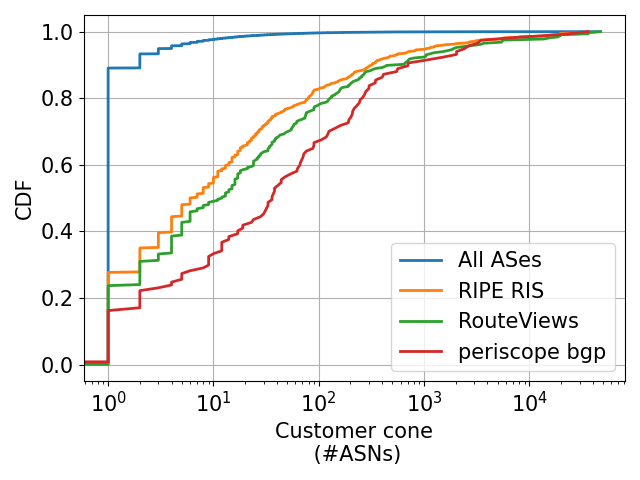 CDF
1.0
0.8
0.6
0.4
0.2
0.0
10^0
10^1
10^2
10^3
10^4
Customer cone
(#ASNs)
All ASes
RIPE RIS
RouteViews
periscope bgp